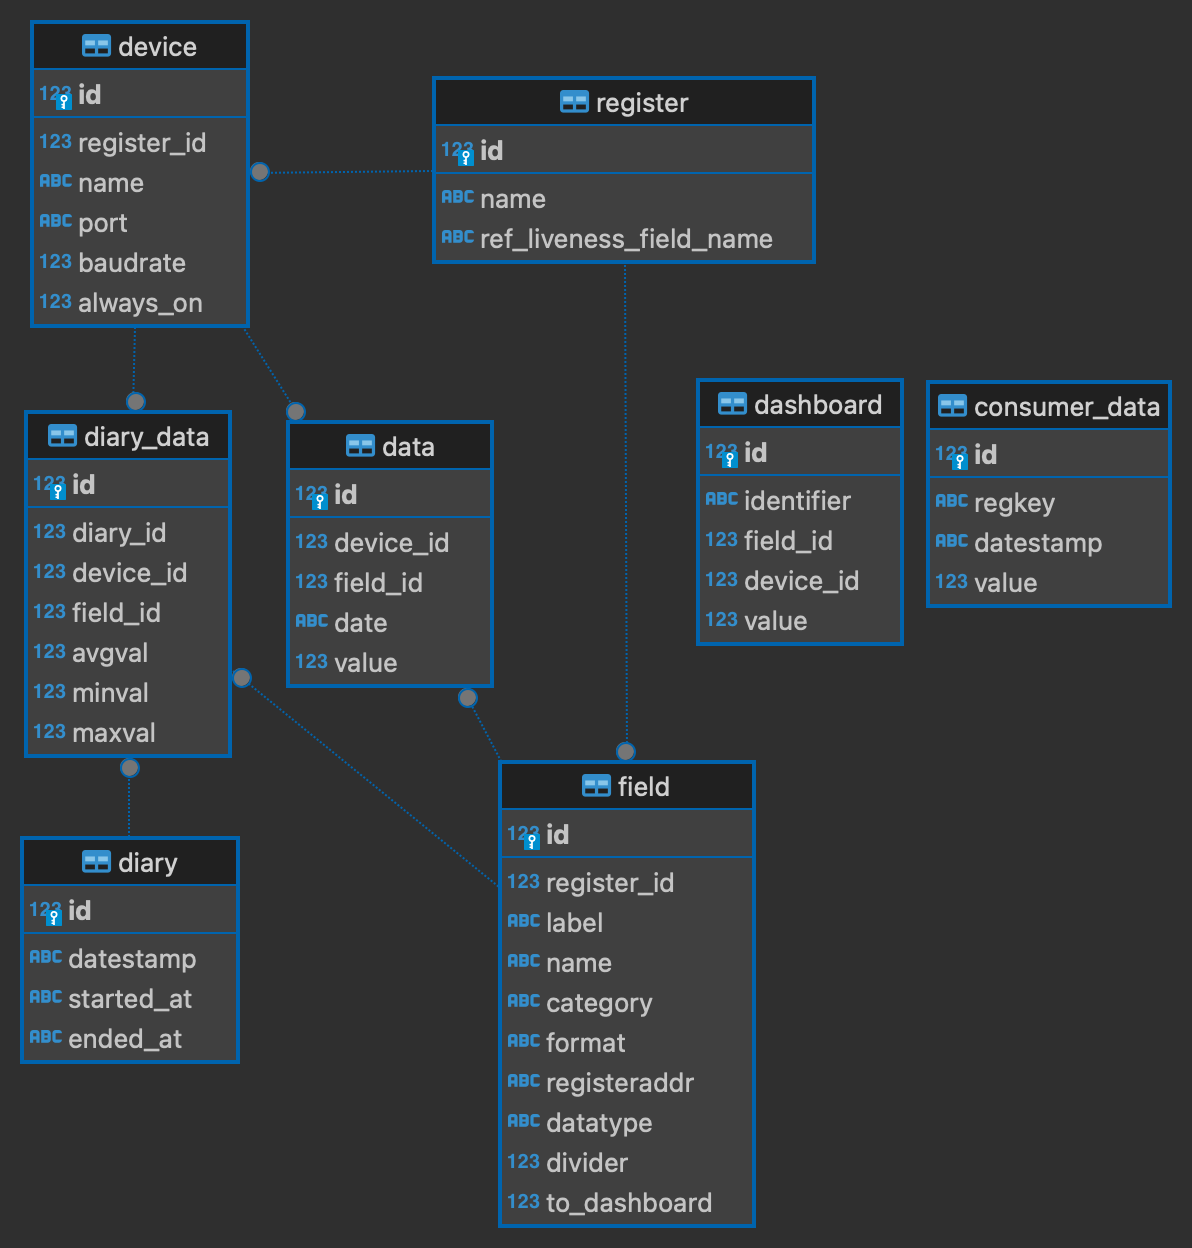 device
123 id
123 register_id
ABC name
ABC port
123 baudrate
123 always_on
register
123 id
ABC name
ABC ref_liveness_field_name
diary_data
123 id
123 diary_id
123 device_id
123 field_id
123 avgval
123 minval
123 maxval
data
123 id
123 device_id
123 field_id
ABC date
123 value
dashboard
123 id
ABC identifier
123 field_id
123 device_id
123 value
consumer_data
123 id
ABC regkey
ABC datestamp
123 value
diary
123 id
ABC datestamp
ABC started_at
ABC ended_at
field
123 id
123 register_id
ABC label
ABC name
ABC category
ABC format
ABC registeraddr
ABC datatype
123 divider
123 to_dashboard